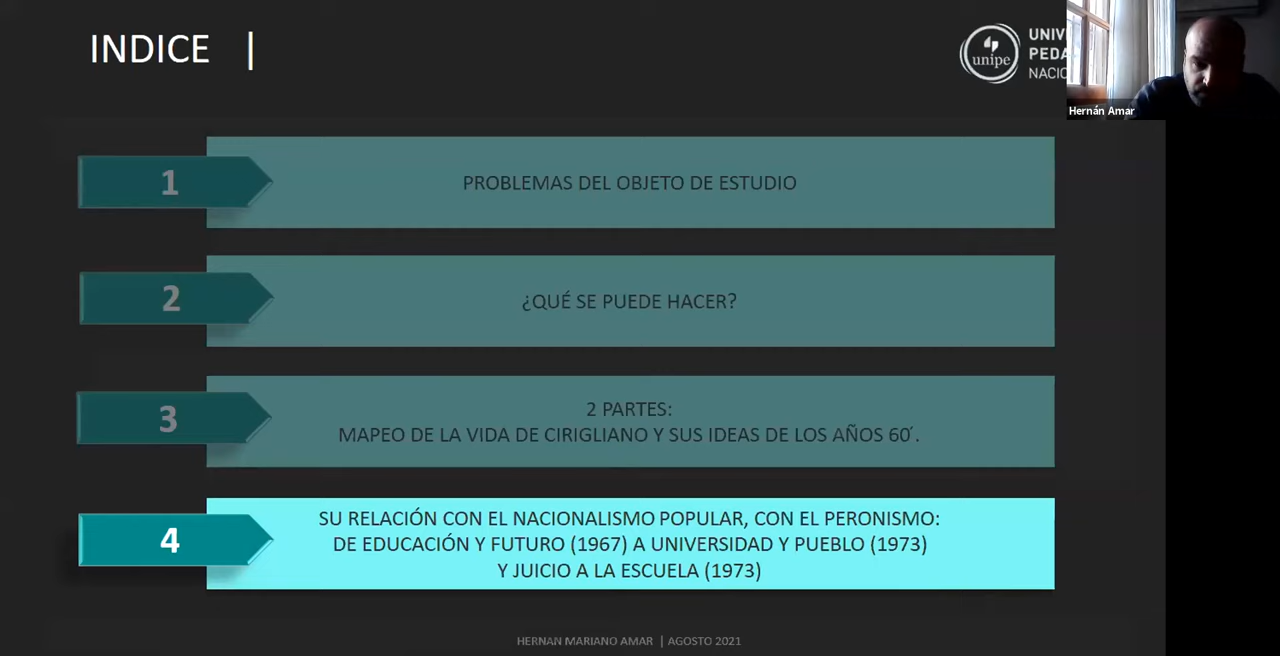 INDICE |
unipe
UNIV
PEDA
NACIO
Hernán Amar
1
PROBLEMAS DEL OBJETO DE ESTUDIO
2
¿QUÉ SE PUEDE HACER?
3
2 PARTES:
MAPEO DE LA VIDA DE CIRIGLIANO Y SUS IDEAS DE LOS AÑOS 60´.
4
SU RELACIÓN CON EL NACIONALISMO POPULAR, CON EL PERONISMO:
DE EDUCACIÓN Y FUTURO (1967) A UNIVERSIDAD Y PUEBLO (1973)
Y JUICIO A LA ESCUELA (1973)
HERNAN MARIANO AMAR | AGOSTO 2021